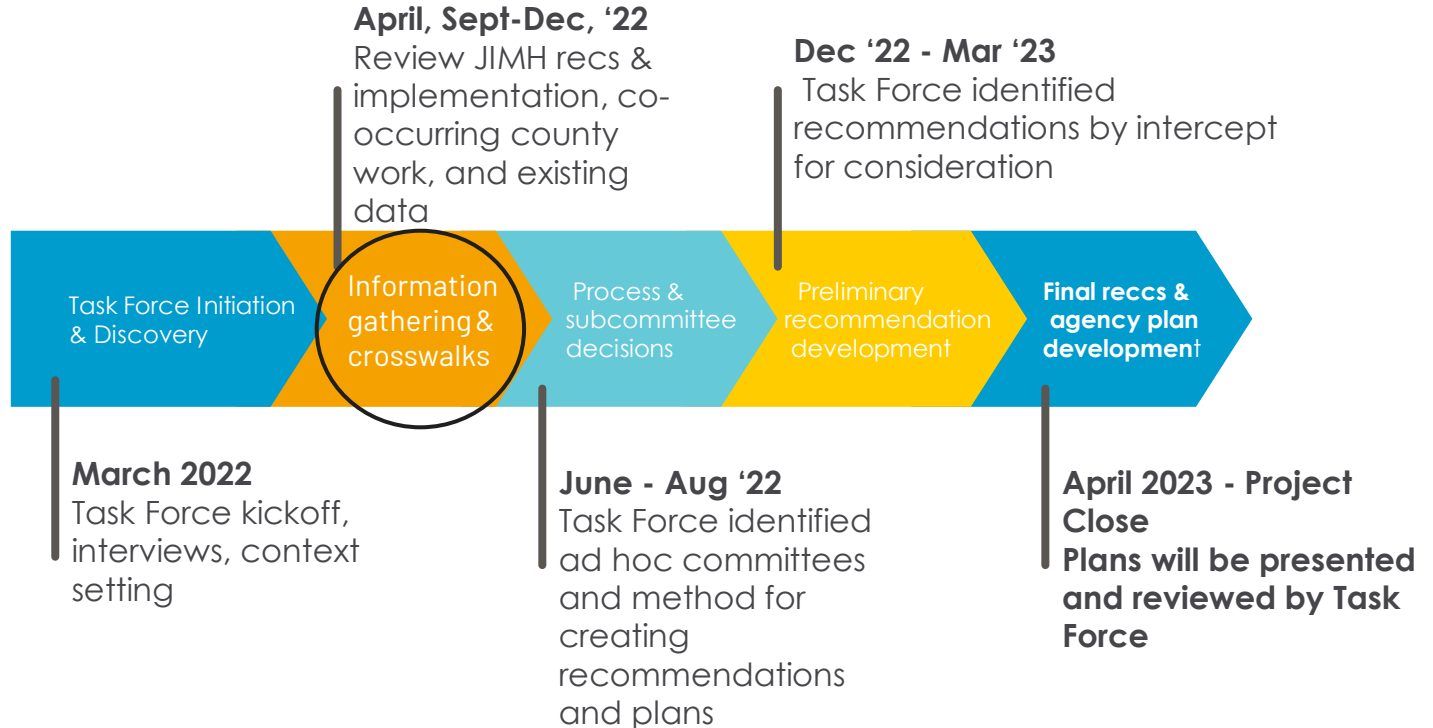 April, Sept-Dec, ‘22
Review JIMH recs &
implementation, co-
occurring county
work, and existing
data
Dec ‘22 - Mar ‘23
Task Force identified
recommendations by intercept
for consideration
Task Force Initiation
& Discovery
Information
gathering &
crosswalks
Process &
subcommittee
decisions
Preliminary
recommendation
development
Final reccs &
agency plan
development
March 2022
Task Force kickoff,
interviews, context
setting
June - Aug ‘22
Task Force identified
ad hoc committees
and method for
creating
recommendations
and plans
April 2023 - Project
Close
Plans will be presented
and reviewed by Task
Force